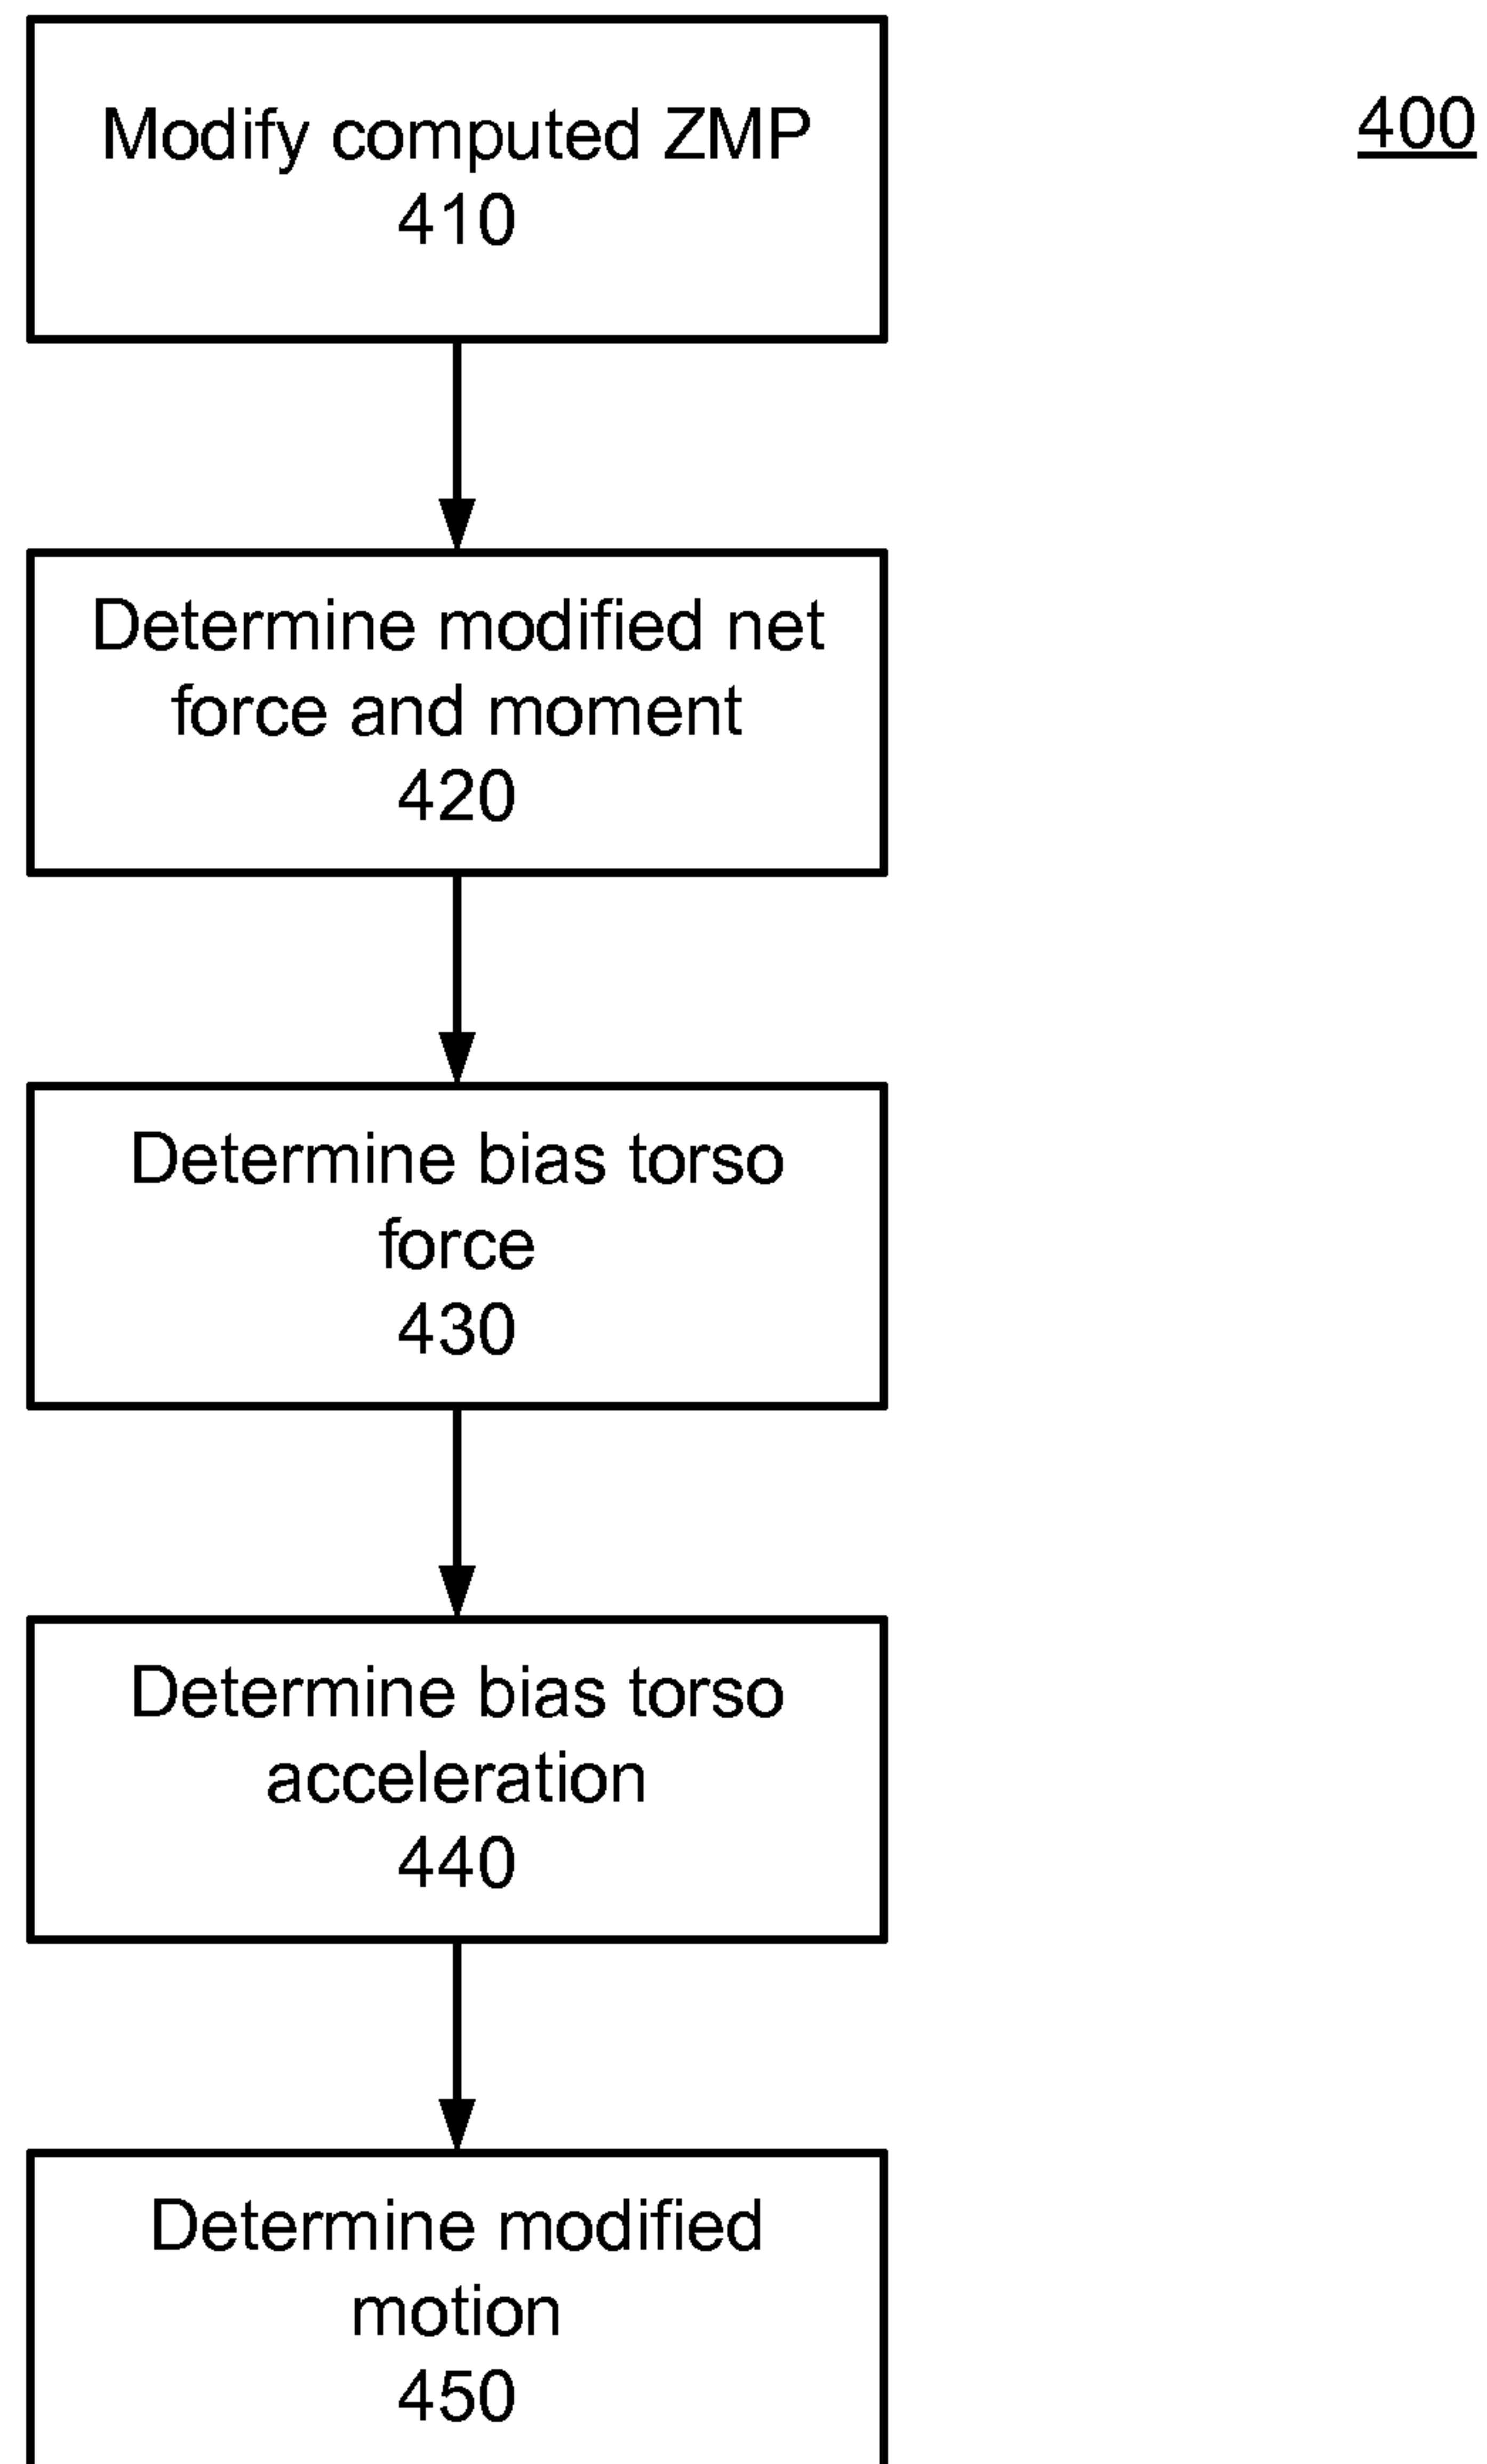 Modify computed ZMP
410
400
Determine modified net
force and moment
420
Determine bias torso
force
430
Determine bias torso
acceleration
440
Determine modified
motion
450